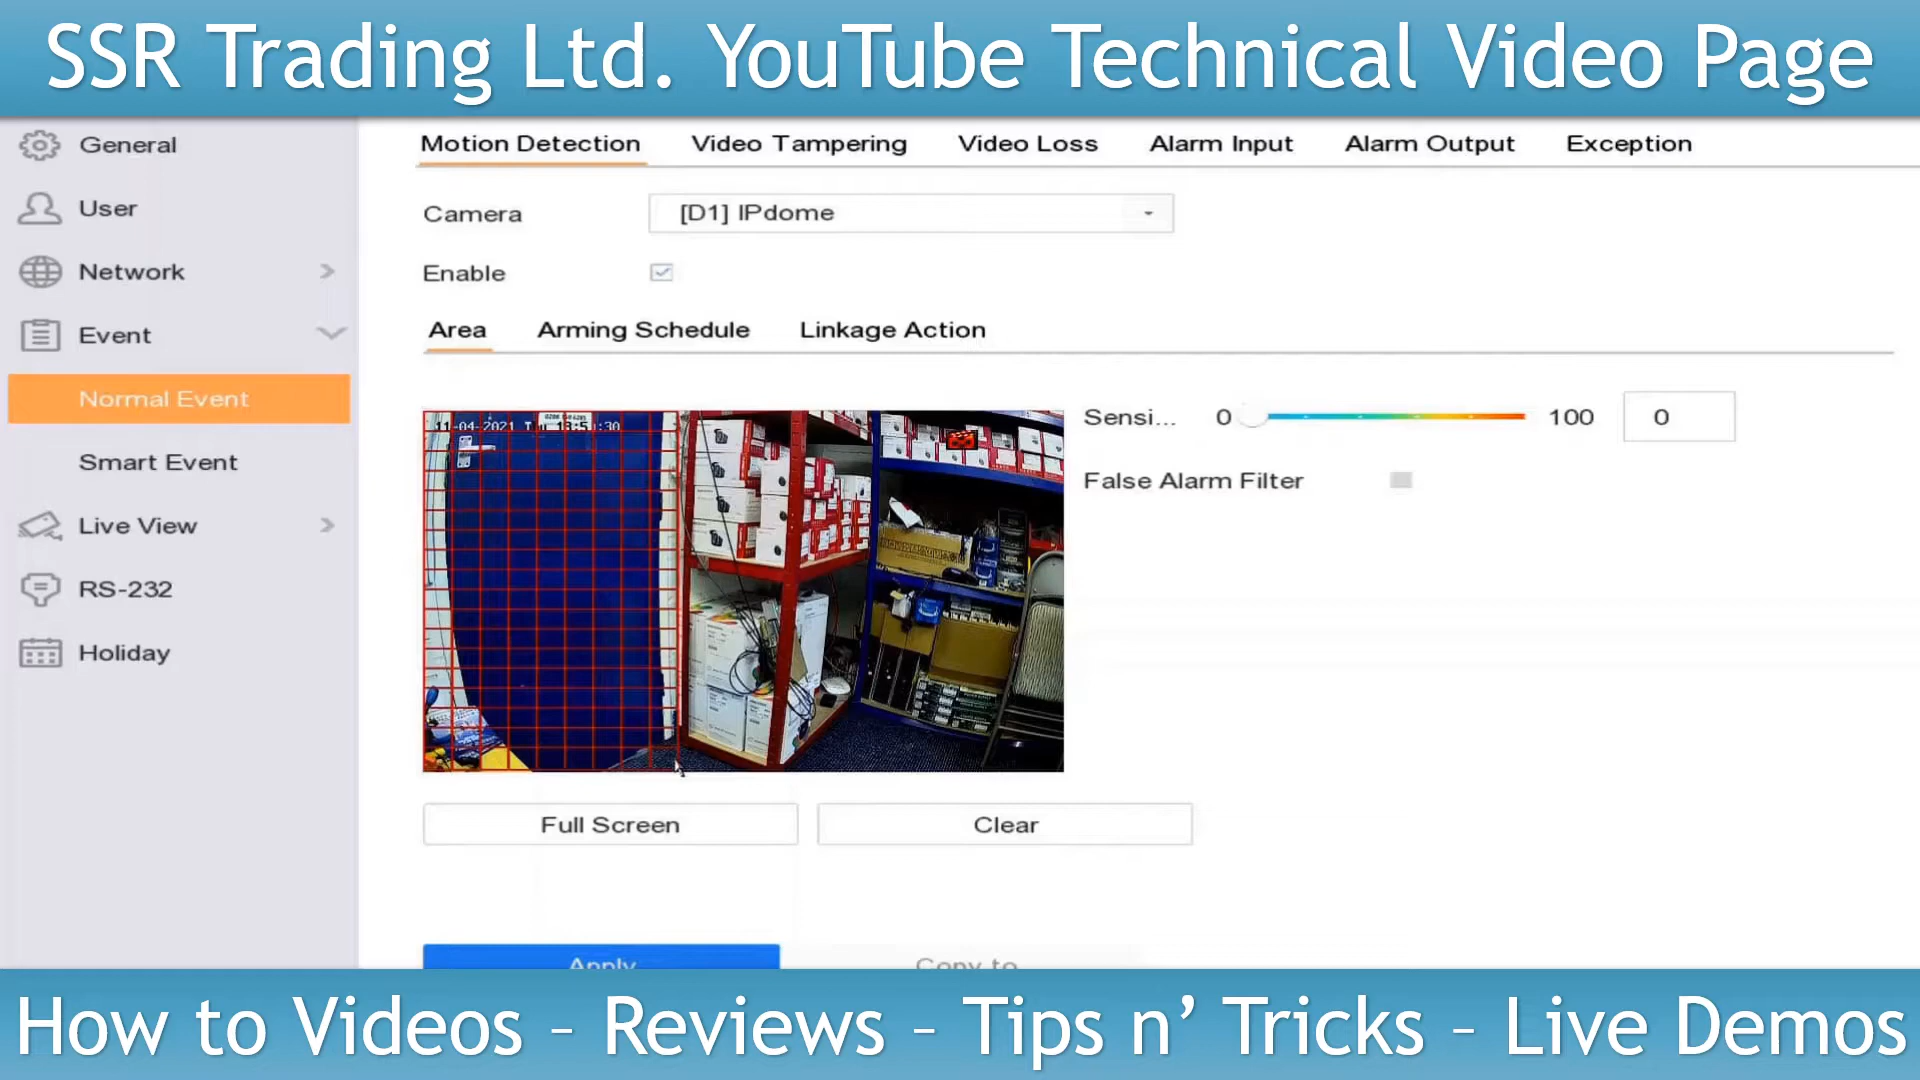 SSR Trading Ltd. YouTube Technical Video Page
General
User
Network
Event
Normal Event
Smart Event
Live View
RS-232
Holiday
Motion Detection Video Tampering Video Loss Alarm Input Alarm Output Exception
Camera [D1] IPdome
Enable
Area Arming Schedule Linkage Action
Sensi... 0 100 0
False Alarm Filter
Full Screen Clear
Apply Copy to
How to Videos – Reviews – Tips n’ Tricks – Live Demos